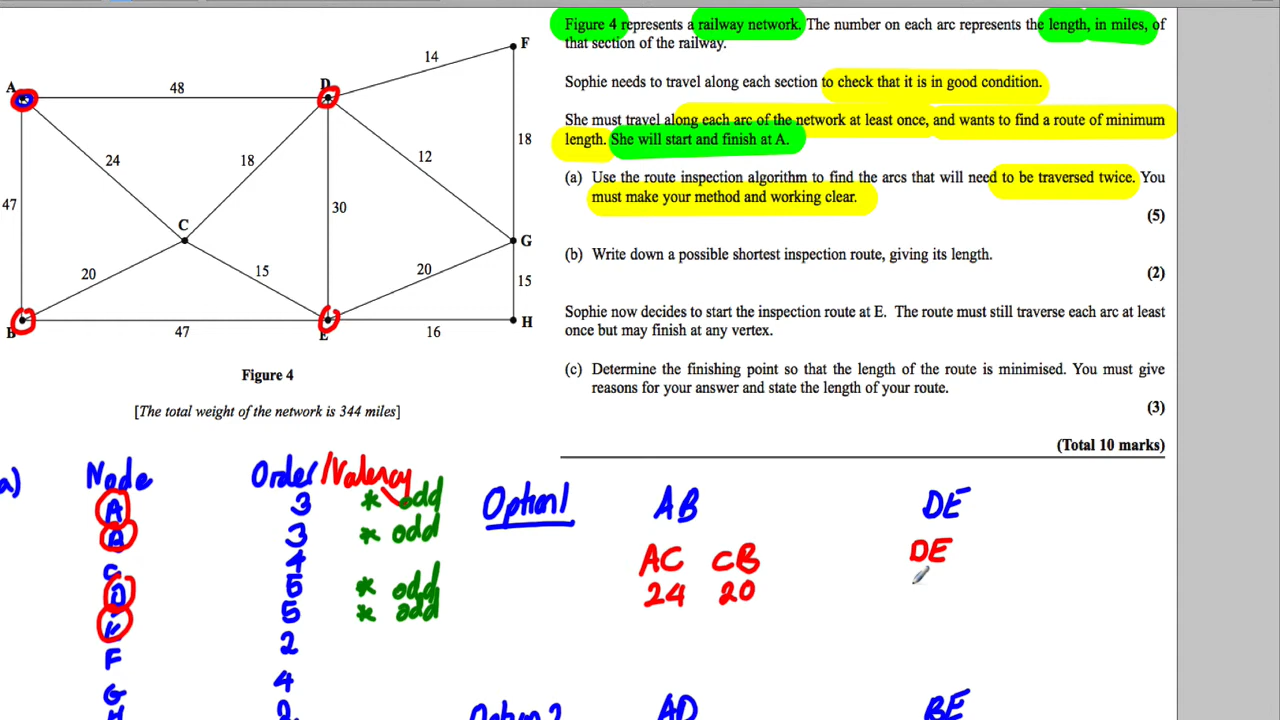 Figure 4 represents a railway network. The number on each arc represents the length, in miles, of
that section of the railway.
Sophie needs to travel along each section to check that it is in good condition.
She must travel along each arc of the network at least once, and wants to find a route of minimum
length. She will start and finish at A.
(a) Use the route inspection algorithm to find the arcs that will need to be traversed twice. You
must make your method and working clear.
(5)
(b) Write down a possible shortest inspection route, giving its length.
(2)
Sophie now decides to start the inspection route at E. The route must still traverse each arc at least
once but may finish at any vertex.
(c) Determine the finishing point so that the length of the route is minimised. You must give
reasons for your answer and state the length of your route.
(3)
(Total 10 marks)
F
14
A
48
D
18
24
18
12
47
30
C
G
20
15
20
15
B
47
E
16
H
Figure 4
[The total weight of the network is 344 miles]
a) Node Order/Valency
A 3 * odd
3 * odd
C 4
D 5 * odd
5 * odd
F 2
G 4
H 2
Option 1 AB DE
AC CB DE
24 20
Option 2 AD BE